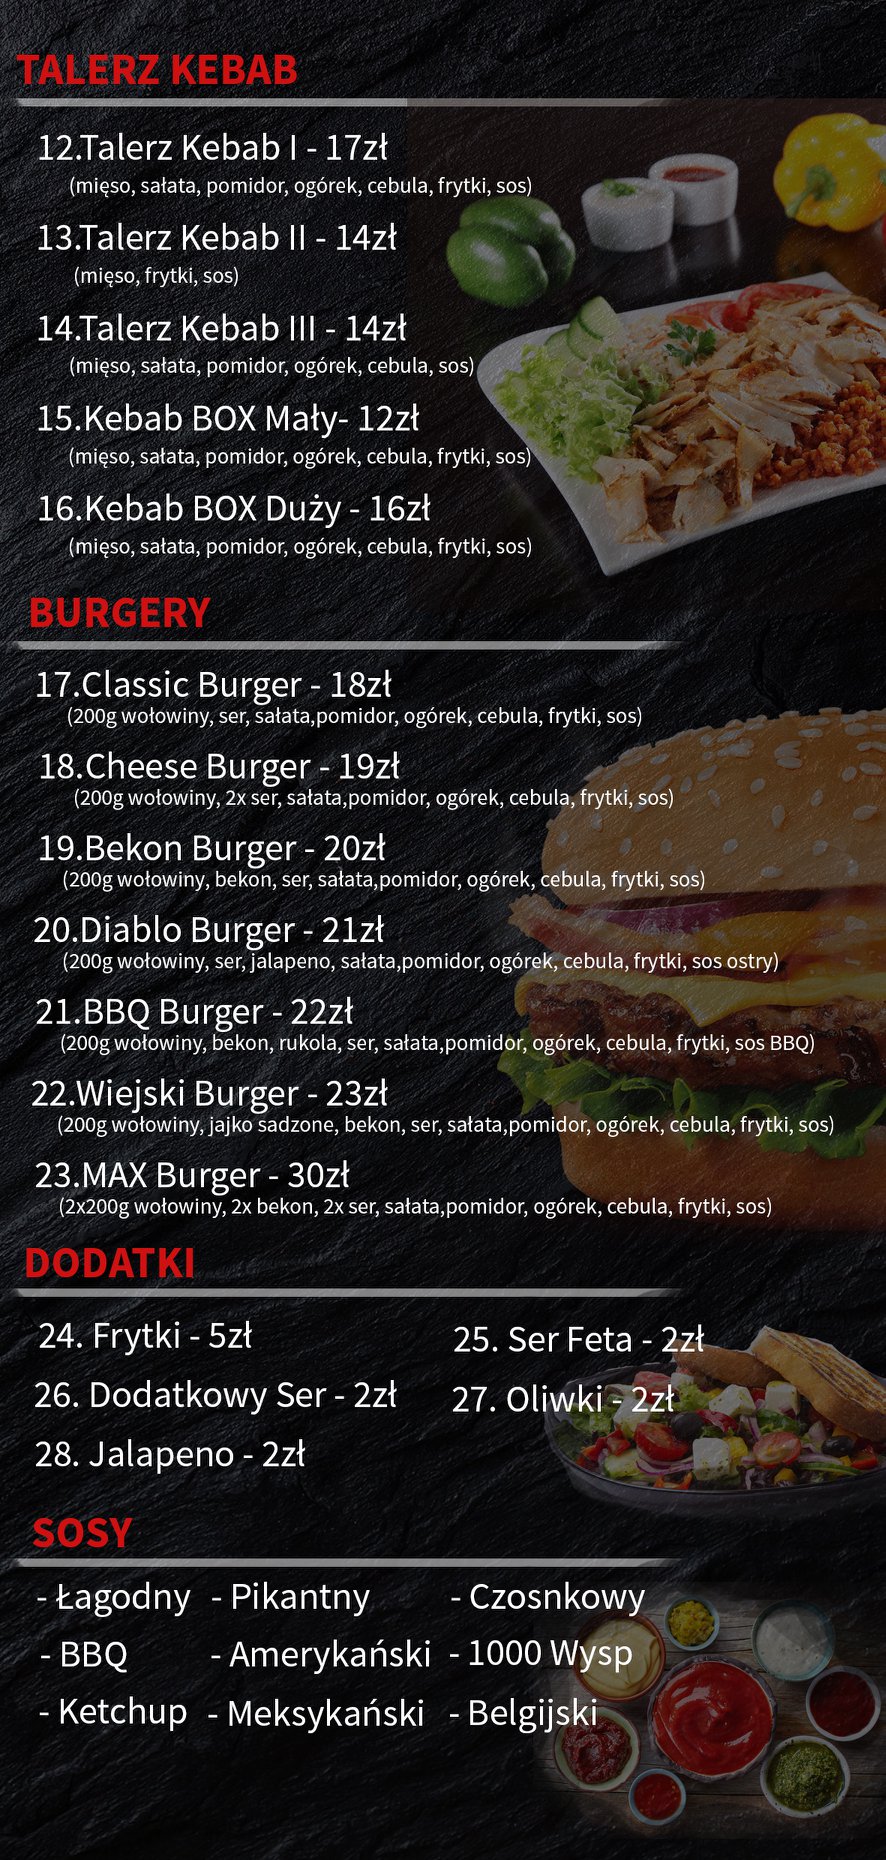 TALERZ KEBAB
12.Talerz Kebab I - 17zł
(mięso, sałata, pomidor, ogórek, cebula, frytki, sos)
13.Talerz Kebab II - 14zł
(mięso, frytki, sos)
14.Talerz Kebab III - 14zł
(mięso, sałata, pomidor, ogórek, cebula, sos)
15.Kebab BOX Mały- 12zł
(mięso, sałata, pomidor, ogórek, cebula, frytki, sos)
16.Kebab BOX Duży - 16zł
(mięso, sałata, pomidor, ogórek, cebula, frytki, sos)
BURGERY
17.Classic Burger - 18zł
(200g wołowiny, ser, sałata,pomidor, ogórek, cebula, frytki, sos)
18.Cheese Burger - 19zł
(200g wołowiny, 2x ser, sałata,pomidor, ogórek, cebula, frytki, sos)
19.Bekon Burger - 20zł
(200g wołowiny, bekon, ser, sałata,pomidor, ogórek, cebula, frytki, sos)
20.Diablo Burger - 21zł
(200g wołowiny, ser, jalapeno, sałata,pomidor, ogórek, cebula, frytki, sos ostry)
21.BBQ Burger - 22zł
(200g wołowiny, bekon, rukola, ser, sałata,pomidor, ogórek, cebula, frytki, sos BBQ)
22.Wiejski Burger - 23zł
(200g wołowiny, jajko sadzone, bekon, ser, sałata,pomidor, ogórek, cebula, frytki, sos)
23.MAX Burger - 30zł
(2x200g wołowiny, 2x bekon, 2x ser, sałata,pomidor, ogórek, cebula, frytki, sos)
DODATKI
24. Frytki - 5zł 25. Ser Feta - 2zł
26. Dodatkowy Ser - 2zł 27. Oliwki - 2zł
28. Jalapeno - 2zł
SOSY
- Łagodny - Pikantny - Czosnkowy
- BBQ - Amerykański - 1000 Wysp
- Ketchup - Meksykański - Belgijski